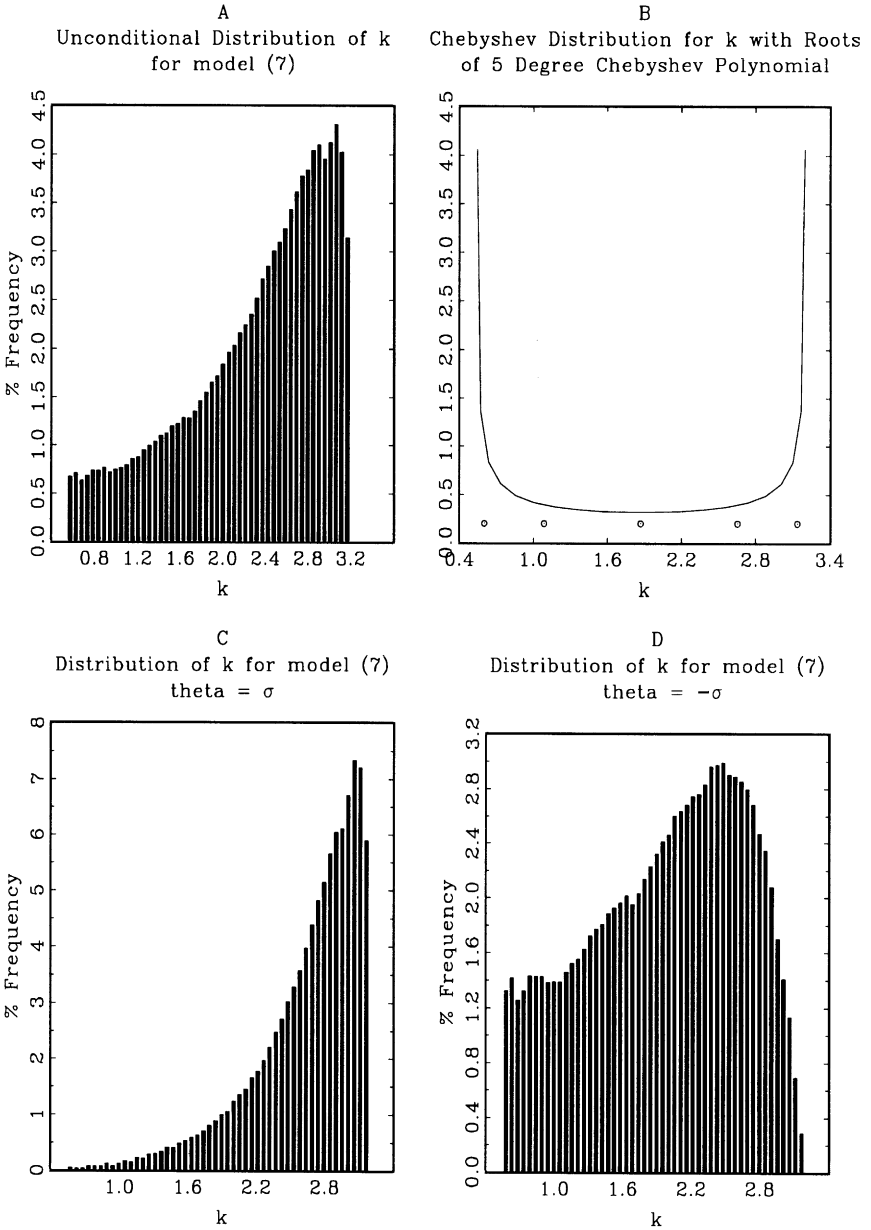 A
Unconditional Distribution of k
for model (7)
% Frequency
4.5
4.0
3.5
3.0
2.5
2.0
1.5
1.0
0.5
0.0
0.8 1.2 1.6 2.0 2.4 2.8 3.2
k
B
Chebyshev Distribution for k with Roots
of 5 Degree Chebyshev Polynomial
4.5
4.0
3.5
3.0
2.5
2.0
1.5
1.0
0.5
0.0
0.4 1.0 1.6 2.2 2.8 3.4
k
C
Distribution of k for model (7)
theta = σ
% Frequency
8
7
6
5
4
3
2
1
0
1.0 1.6 2.2 2.8
k
D
Distribution of k for model (7)
theta = −σ
% Frequency
3.2
2.8
2.4
2.0
1.6
1.2
0.8
0.4
0.0
1.0 1.6 2.2 2.8
k